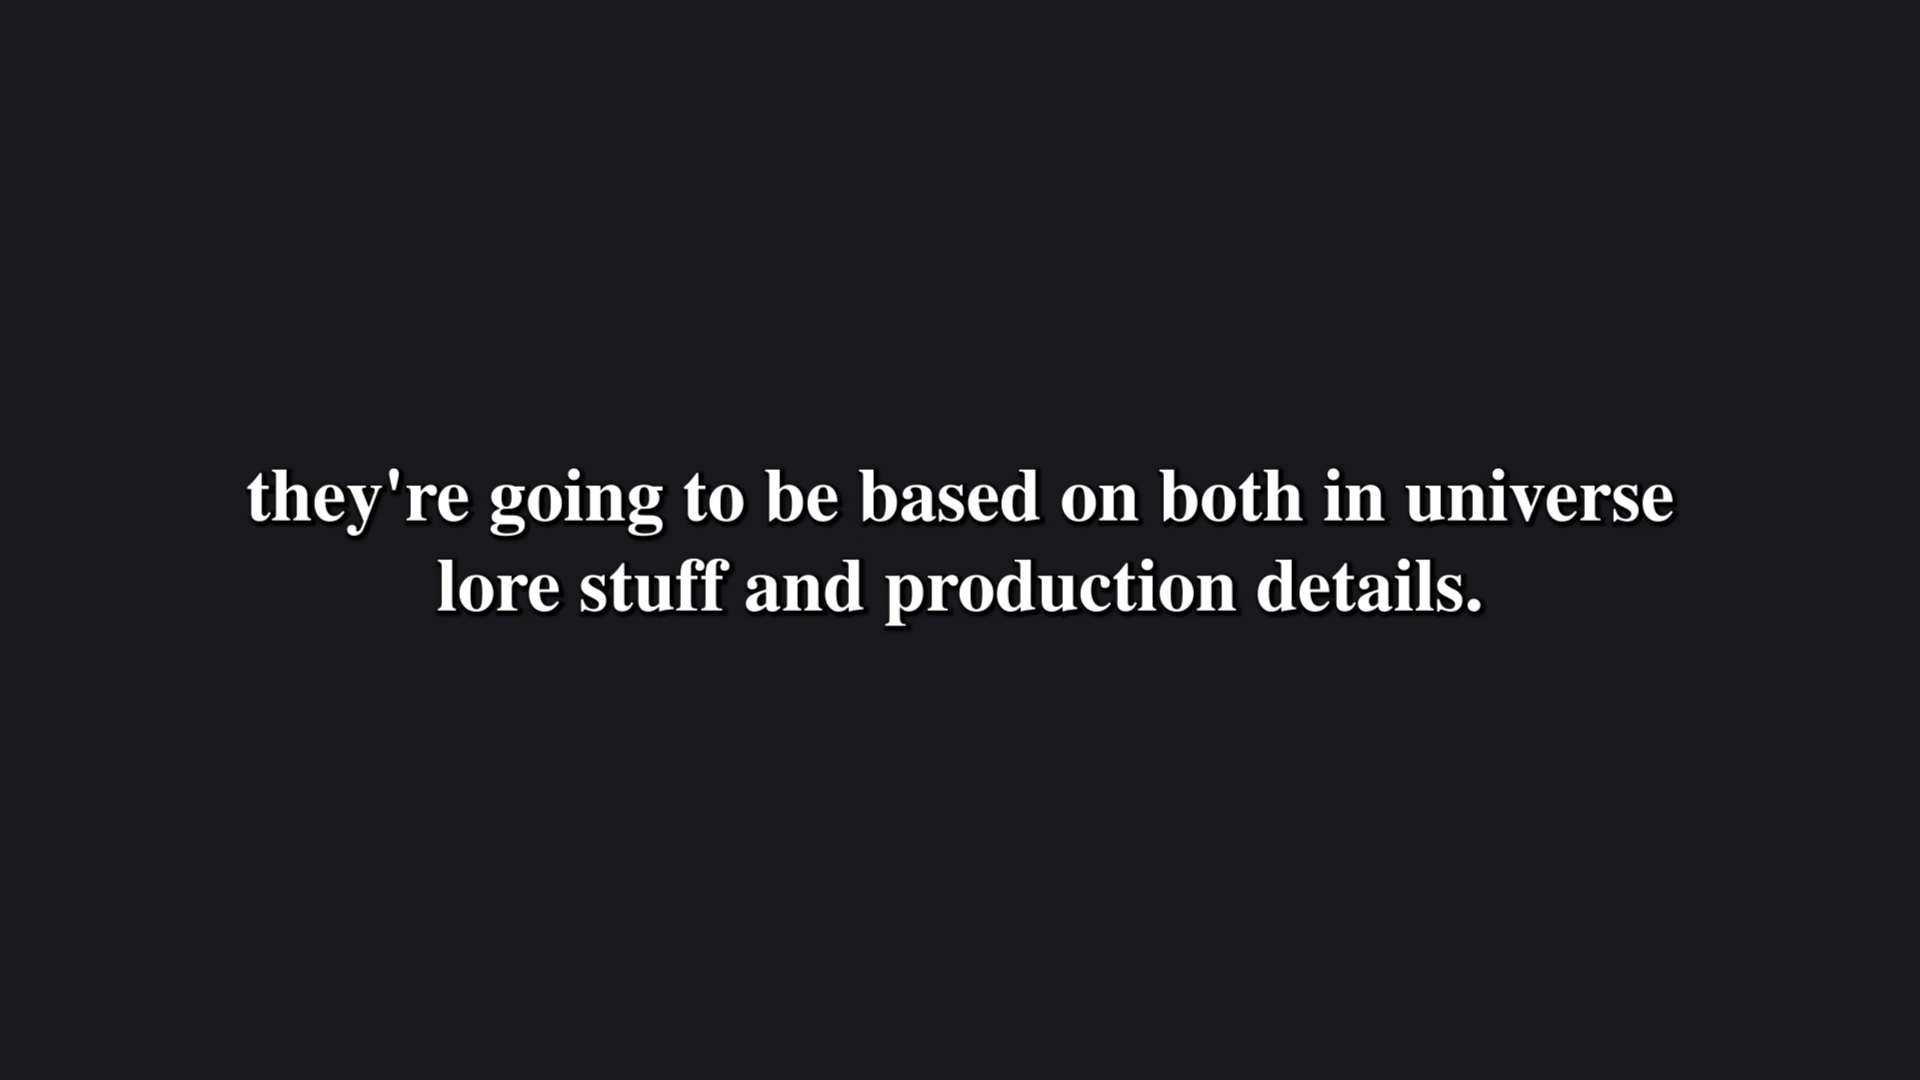 they're going to be based on both in universe
lore stuff and production details.